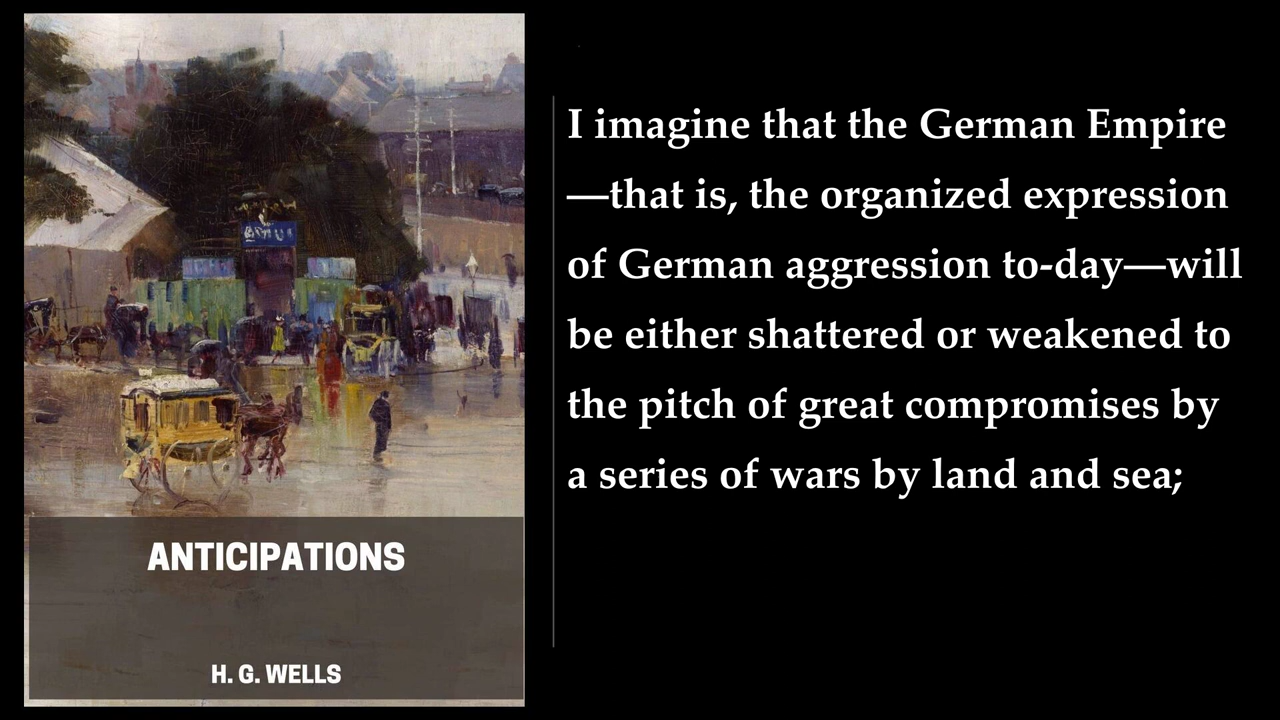 I imagine that the German Empire
—that is, the organized expression
of German aggression to-day—will
be either shattered or weakened to
the pitch of great compromises by
a series of wars by land and sea;
ANTICIPATIONS
H. G. WELLS